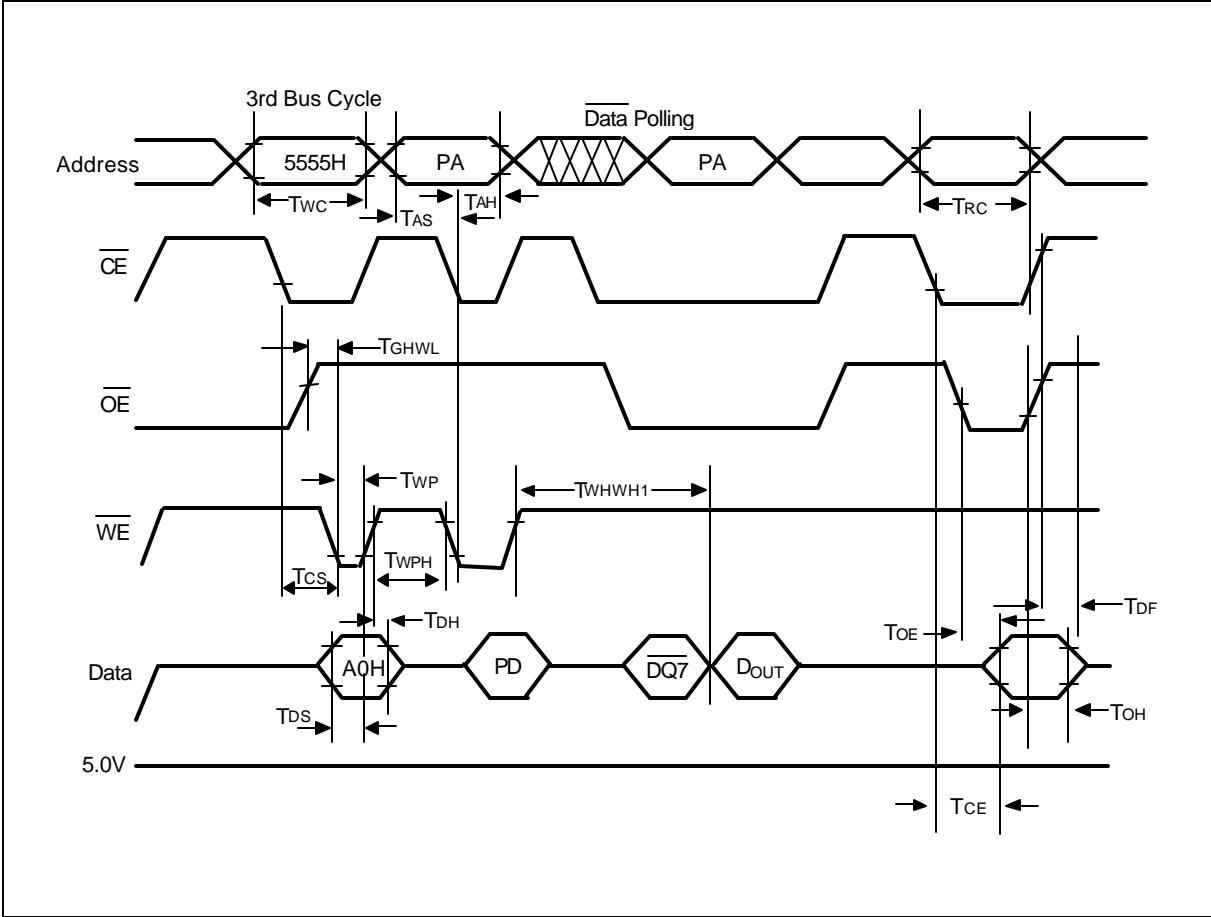 3rd Bus Cycle
Data Polling
Address
5555H
PA
PA
TWC
TAS
TAH
TRC
CE
TGHWL
OE
TWP
TWHWH1
WE
TCS
TWPH
TDH
TOE
TDF
Data
A0H
PD
DQ7
DOUT
TDS
TOH
5.0V
TCE